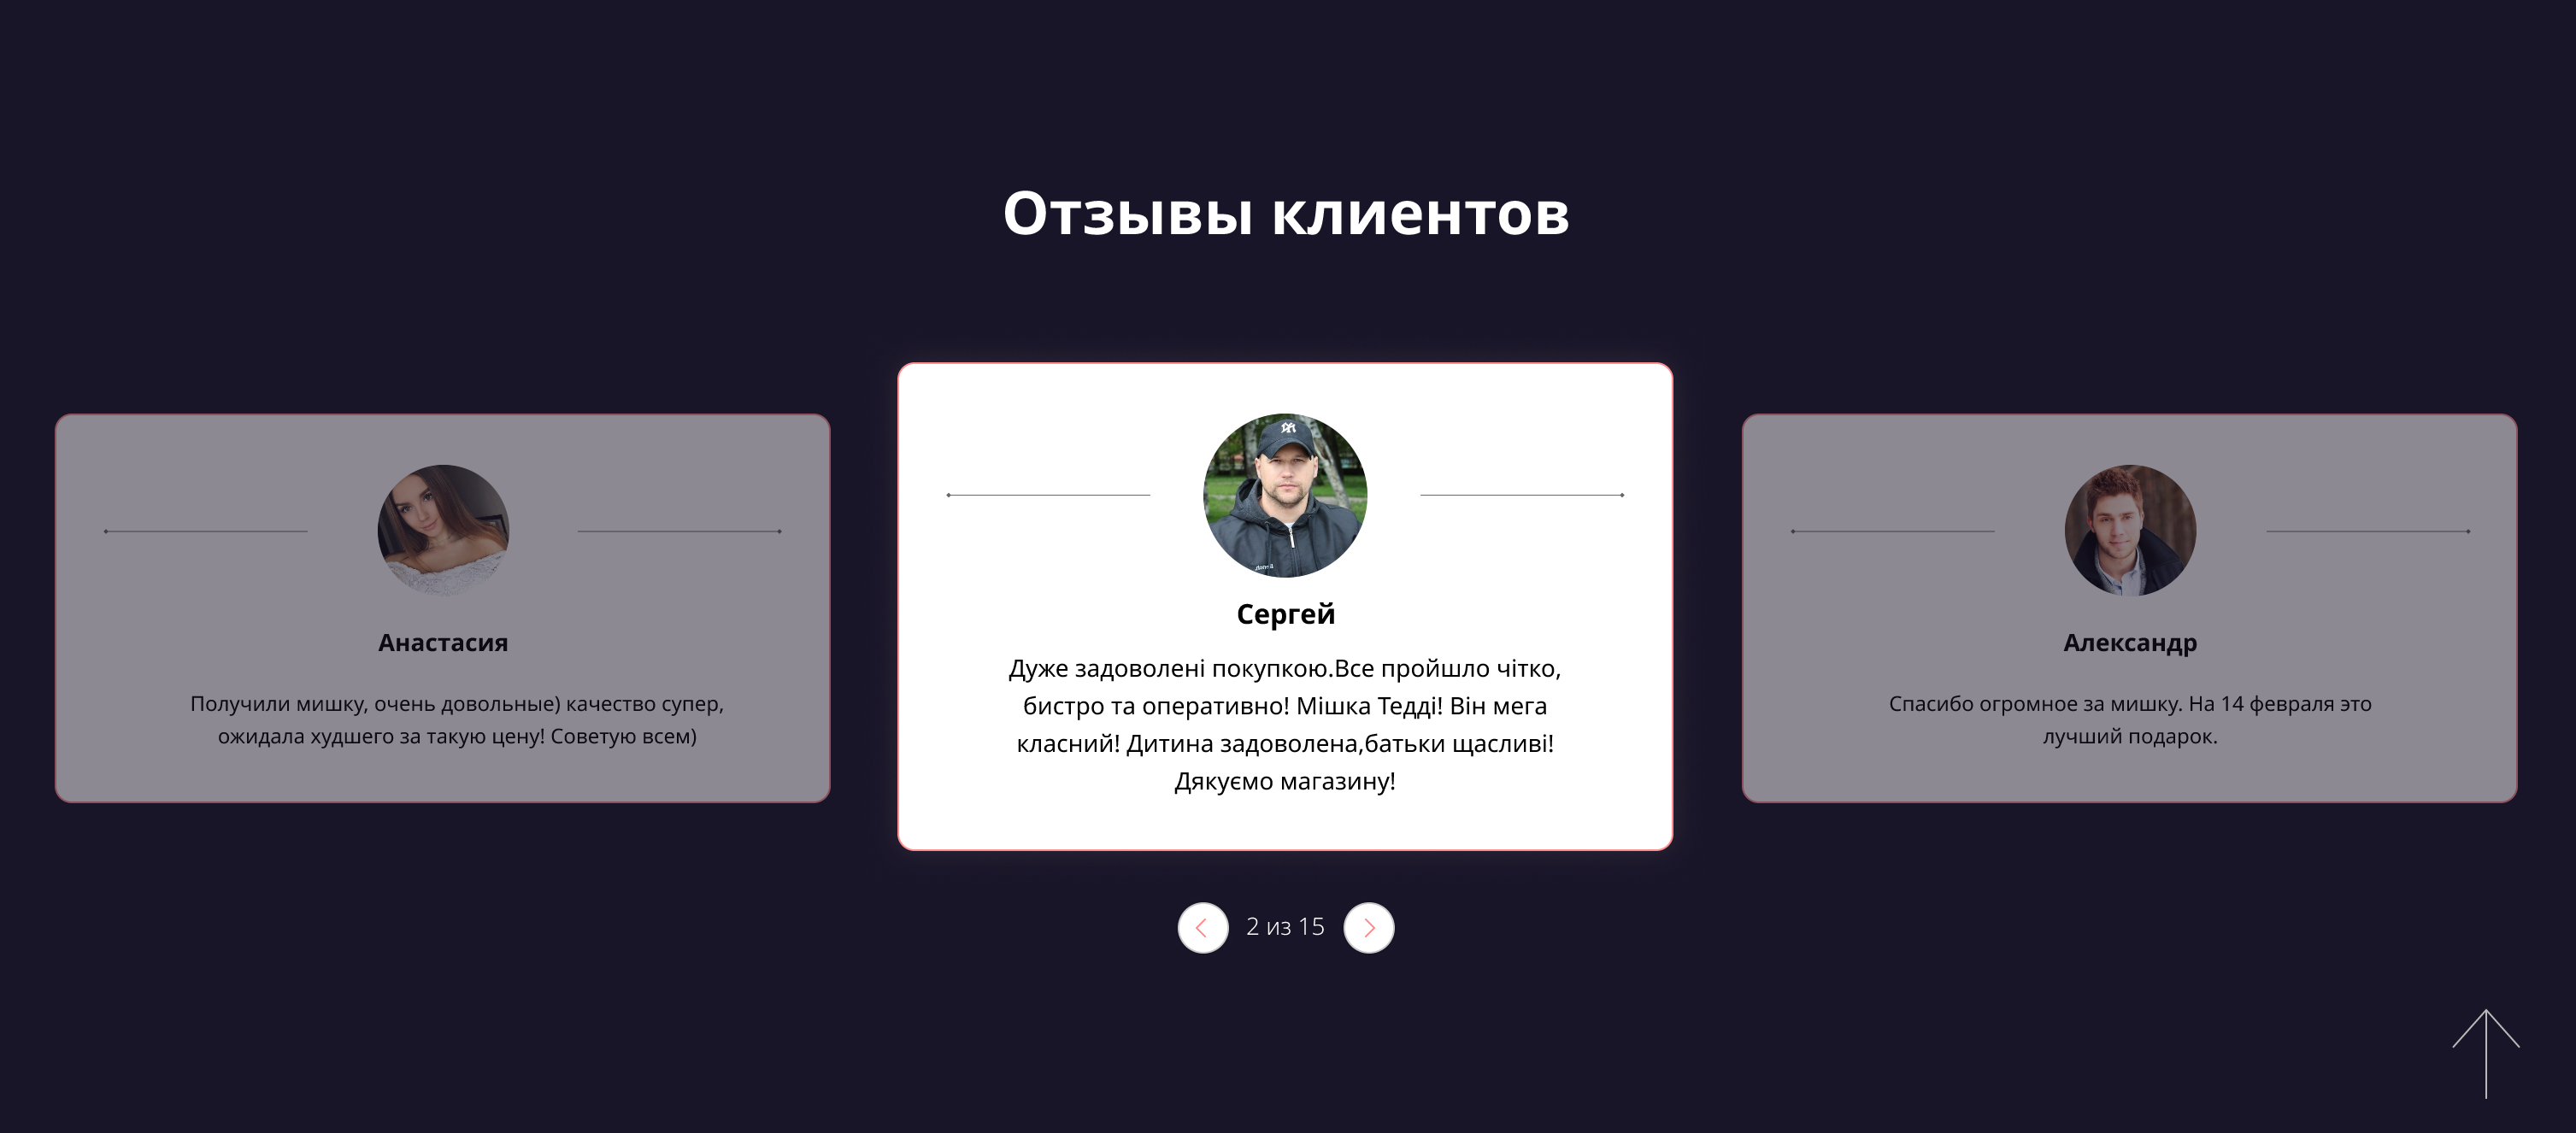 Отзывы клиентов
Анастасия
Получили мишку, очень довольные) качество супер,
ожидала худшего за такую цену! Советую всем)
Сергей
Дуже задоволені покупкою.Все пройшло чітко,
бистро та оперативно! Мішка Тедді! Він мега
класний! Дитина задоволена,батьки щасливі!
Дякуємо магазину!
Александр
Спасибо огромное за мишку. На 14 февраля это
лучший подарок.
2 из 15